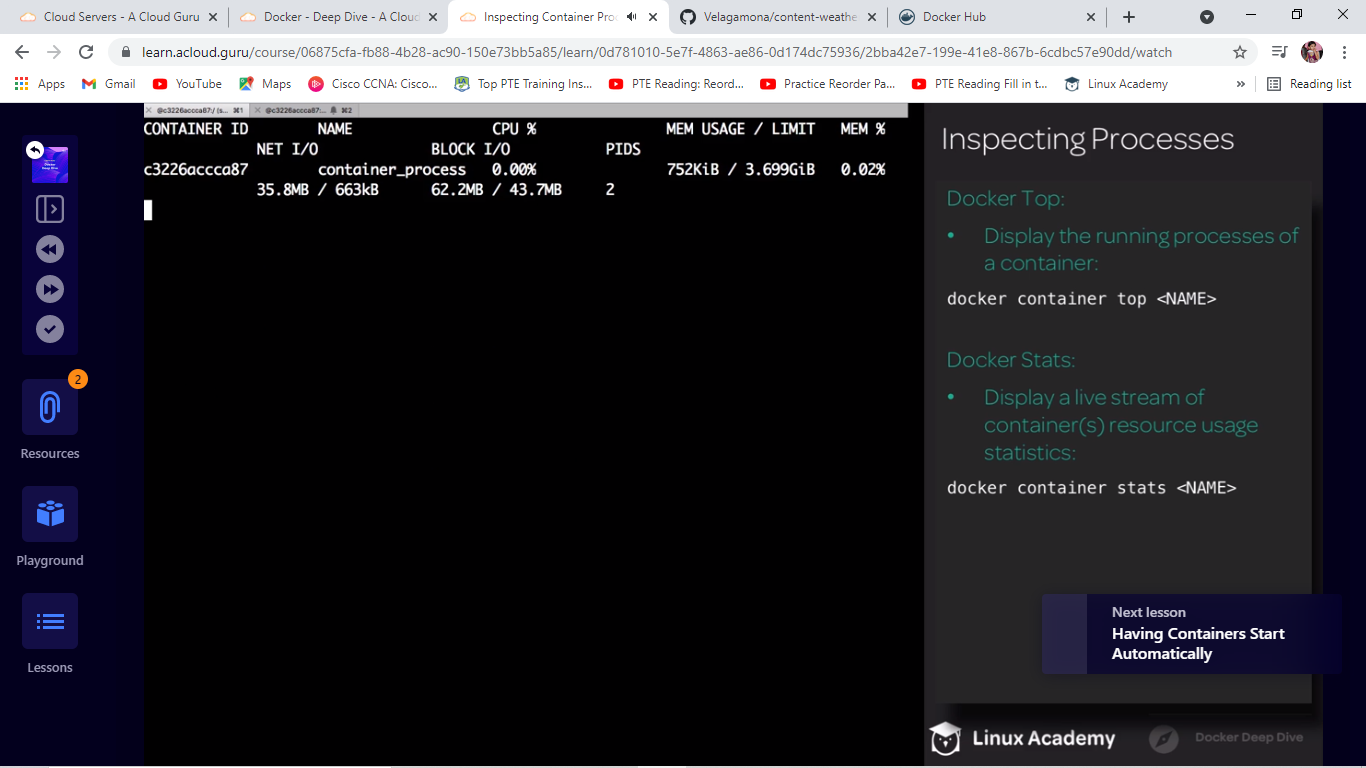 Cloud Servers - A Cloud Guru
Docker - Deep Dive - A Cloud
Inspecting Container Pro
Velagamona/content-weathe
Docker Hub
learn.acloud.guru/course/06875cfa-fb88-4b28-ac90-150e73bb5a85/learn/0d781010-5e7f-4863-ae86-0d174dc75936/2bba42e7-199e-41e8-867b-6cdbc57e90dd/watch
Apps Gmail YouTube Maps Cisco CCNA: Cisco... Top PTE Training Ins... PTE Reading: Reord... Practice Reorder Pa... PTE Reading Fill in t... Linux Academy » Reading list
@c3226accca87:/ (s... ⌘1 @c3226accca87:... ⌘2
CONTAINER ID NAME CPU % MEM USAGE / LIMIT MEM %
NET I/O BLOCK I/O PIDS
c3226accca87 container_process 0.00% 752KiB / 3.699GiB 0.02%
35.8MB / 663kB 62.2MB / 43.7MB 2
Docker
Deep Dive
2
Resources
Playground
Lessons
Inspecting Processes
Docker Top:
• Display the running processes of
a container:
docker container top <NAME>
Docker Stats:
• Display a live stream of
container(s) resource usage
statistics:
docker container stats <NAME>
Next lesson
Having Containers Start
Automatically
Linux Academy
Docker Deep Dive